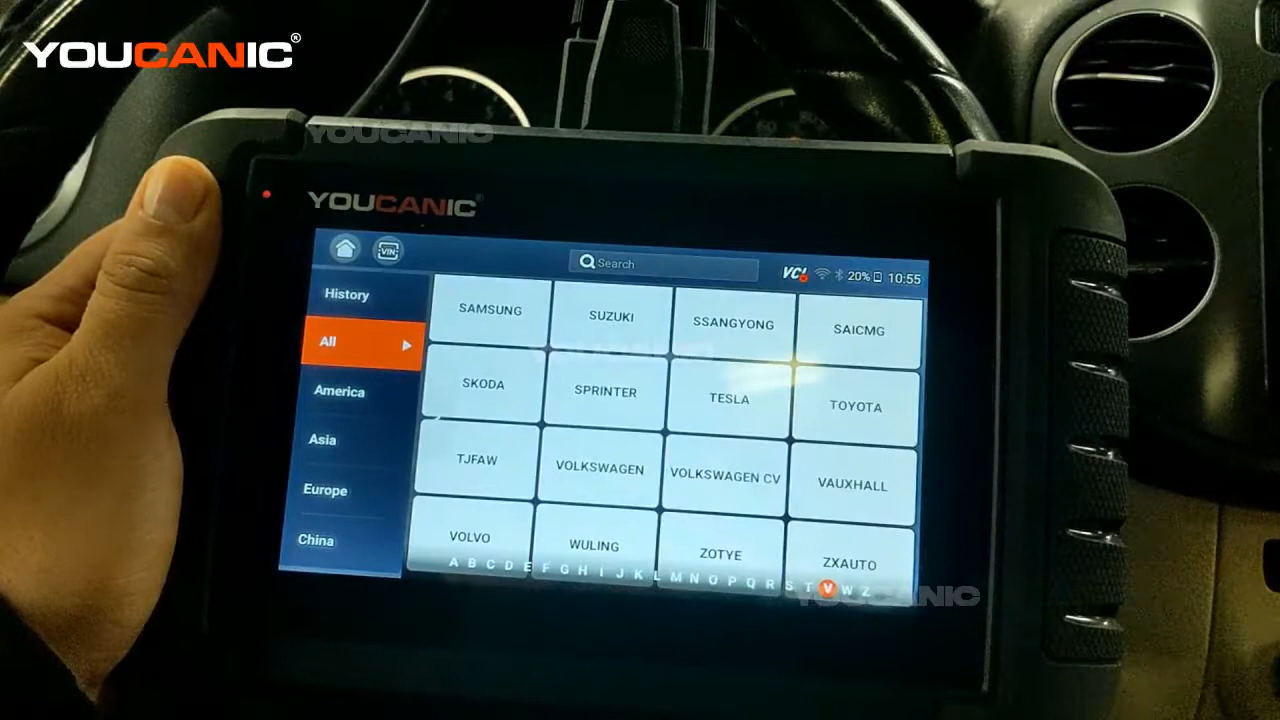 YOUCANIC®
YOUCANIC
YOUCANIC®
VIN
Search
VCI
20%
10:55
History
All
America
Asia
Europe
China
SAMSUNG
SUZUKI
SSANGYONG
SAICMG
SKODA
SPRINTER
TESLA
TOYOTA
TJFAW
VOLKSWAGEN
VOLKSWAGEN CV
VAUXHALL
VOLVO
WULING
ZOTYE
ZXAUTO
A B C D E F G H I J K L M N O P Q R S T V W Z
YOUCANIC